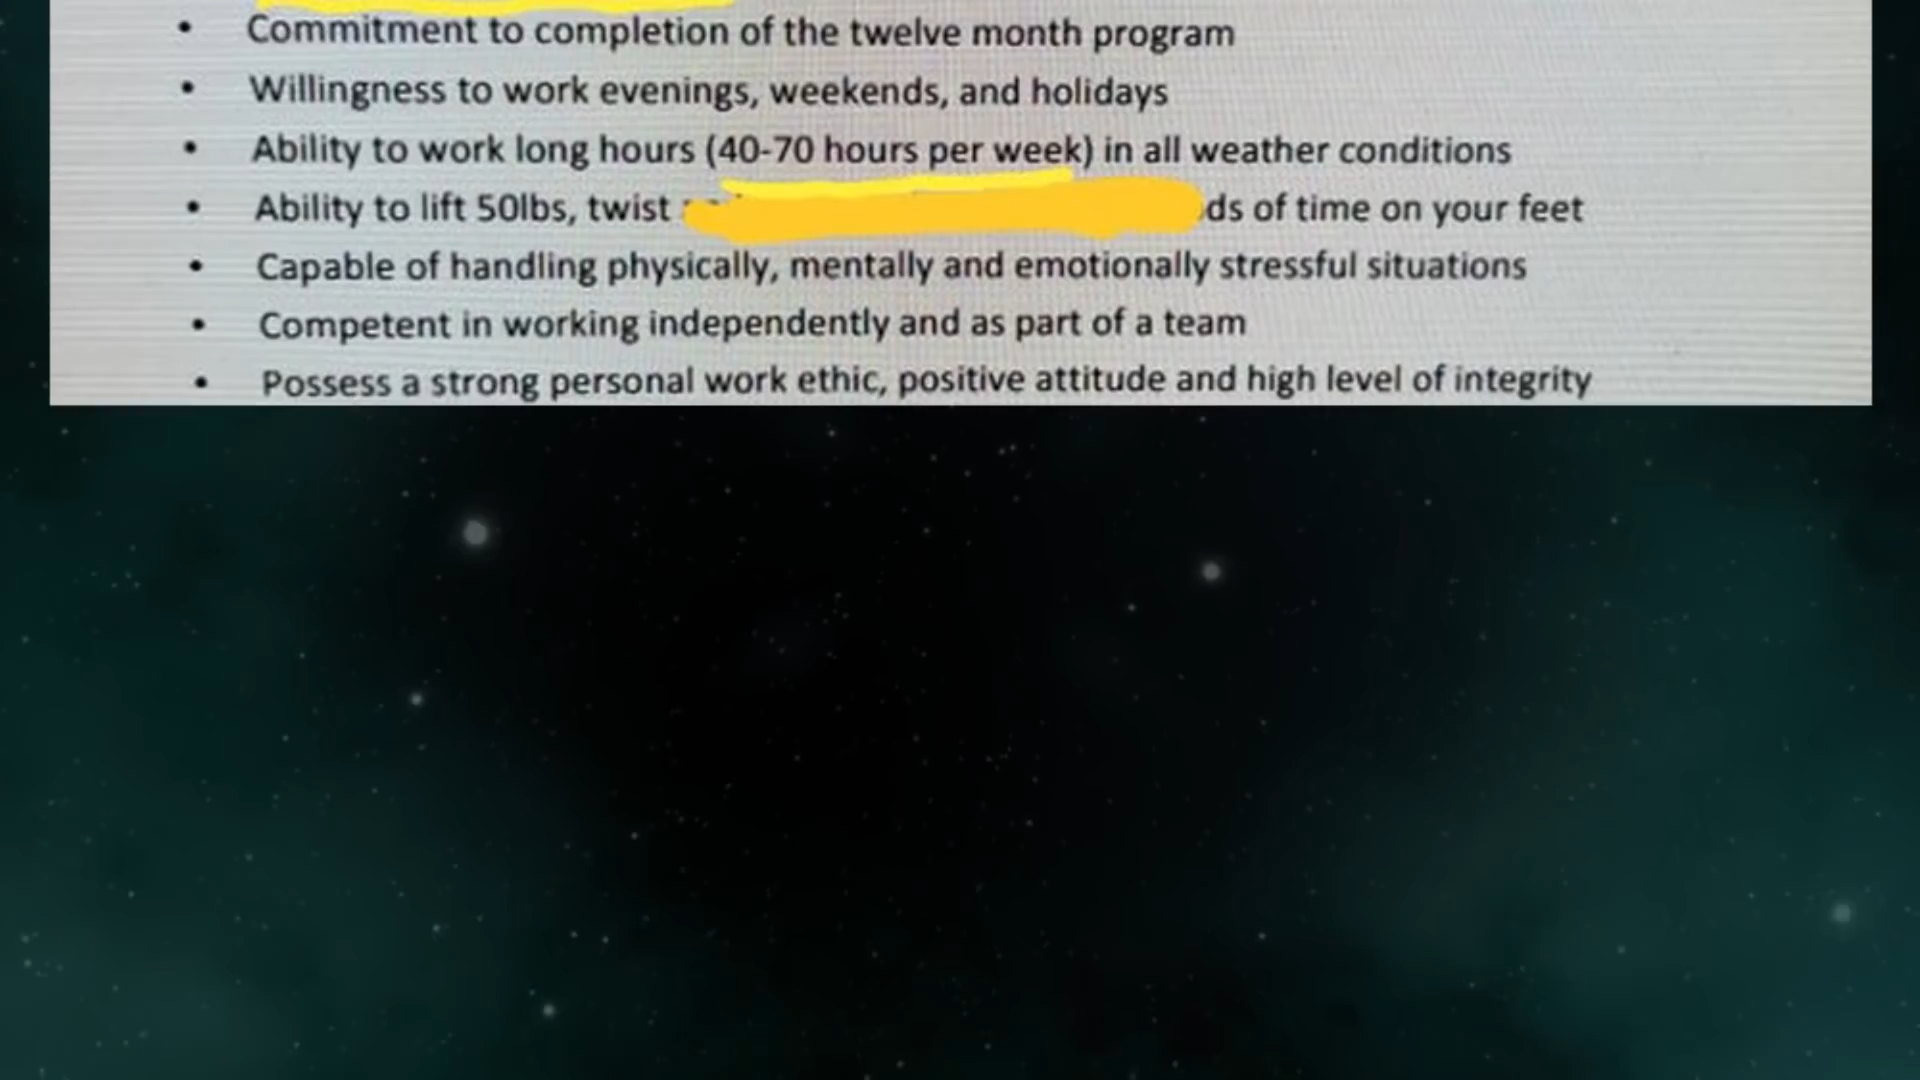 • Commitment to completion of the twelve month program
• Willingness to work evenings, weekends, and holidays
• Ability to work long hours (40-70 hours per week) in all weather conditions
• Ability to lift 50lbs, twist ds of time on your feet
• Capable of handling physically, mentally and emotionally stressful situations
• Competent in working independently and as part of a team
• Possess a strong personal work ethic, positive attitude and high level of integrity